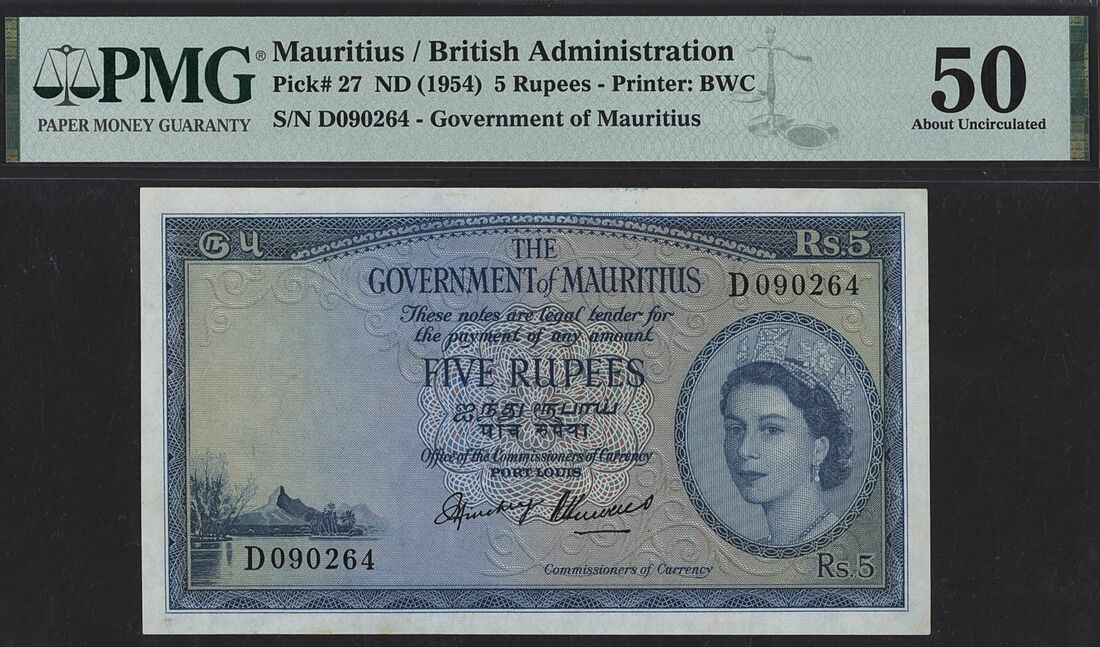 PMG®
PAPER MONEY GUARANTY
Mauritius / British Administration
Pick# 27 ND (1954) 5 Rupees - Printer: BWC
S/N D090264 - Government of Mauritius
50
About Uncirculated
ரூ ५
Rs.5
THE
GOVERNMENT of MAURITIUS
D090264
These notes are legal tender for
the payment of any amount
FIVE RUPEES
ஐந்து ரூபாய்
पांच रुपैया
Office of the Commissioners of Currency
PORT LOUIS
D090264
Commissioners of Currency
Rs.5